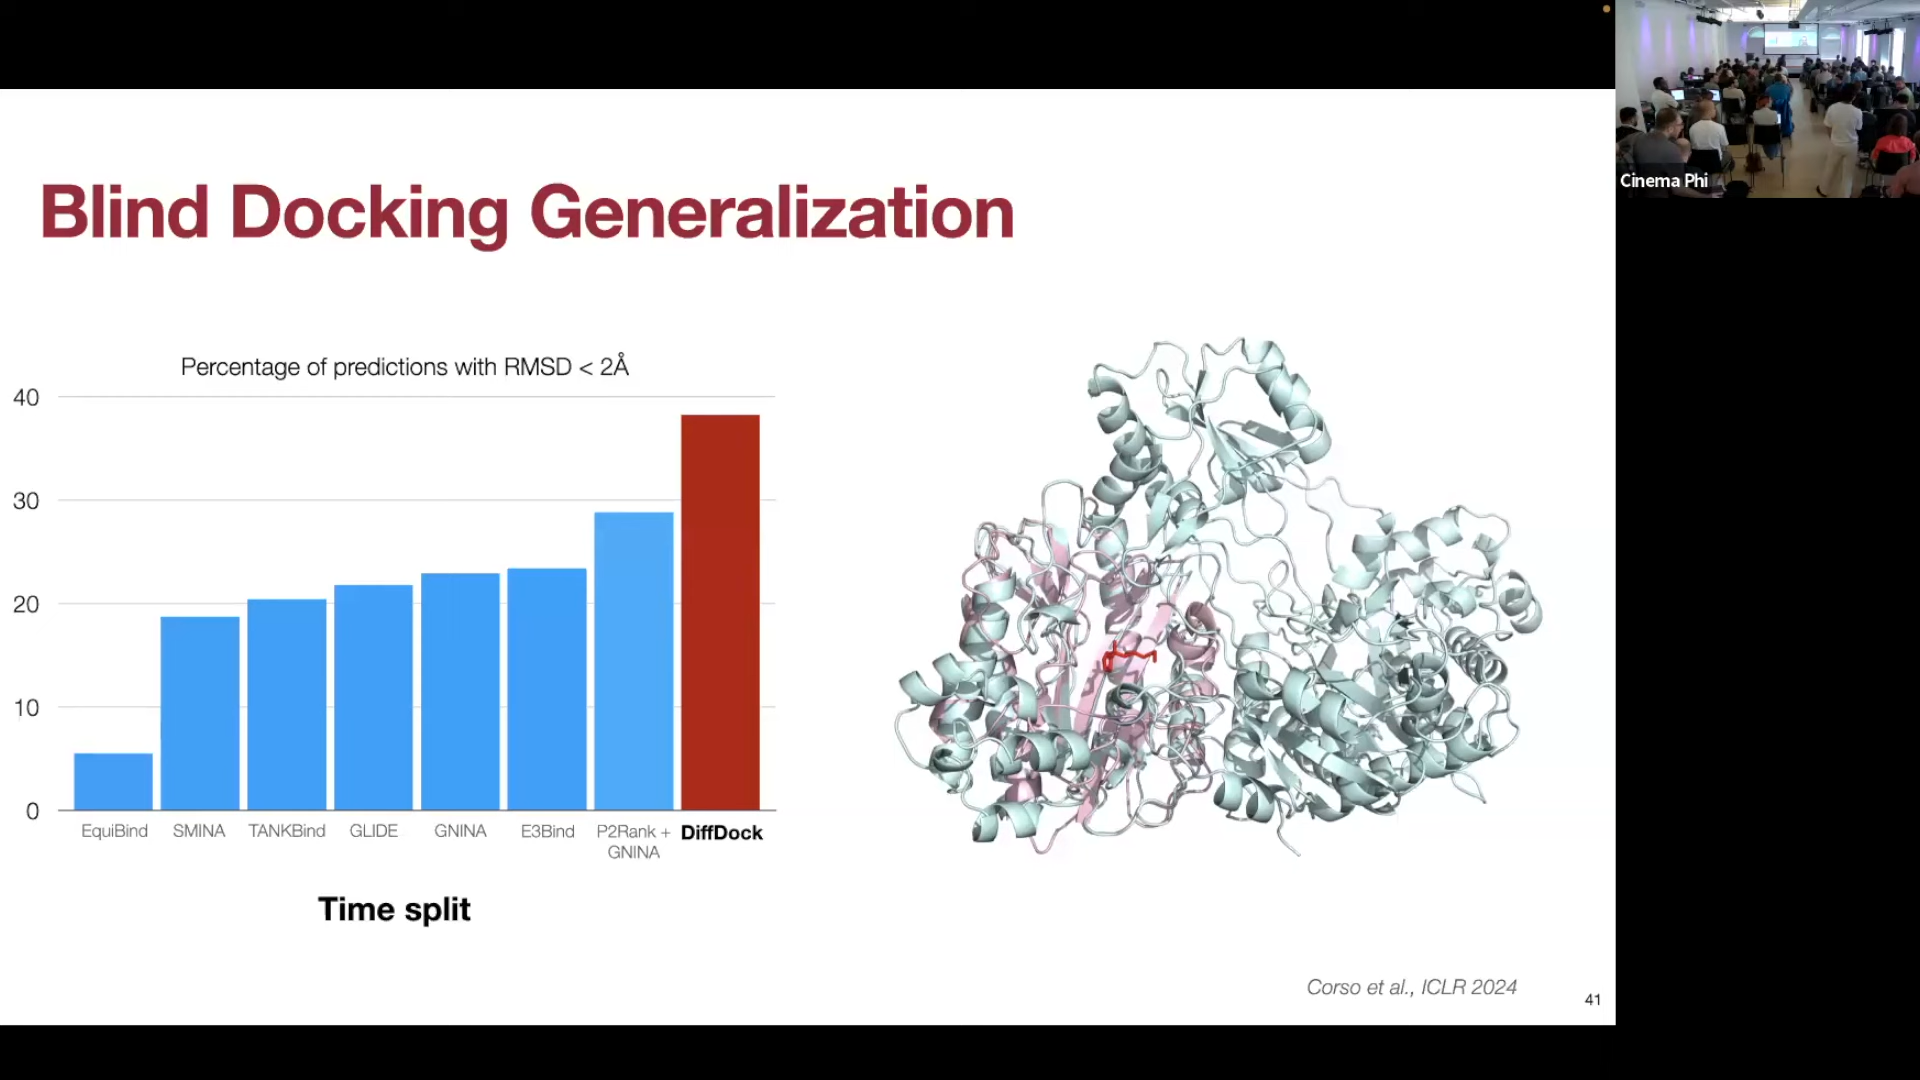 Cinema Phi
Blind Docking Generalization
Percentage of predictions with RMSD < 2Å
40
30
20
10
0
EquiBind SMINA TANKBind GLIDE GNINA E3Bind P2Rank + GNINA DiffDock
Time split
Corso et al., ICLR 2024
41